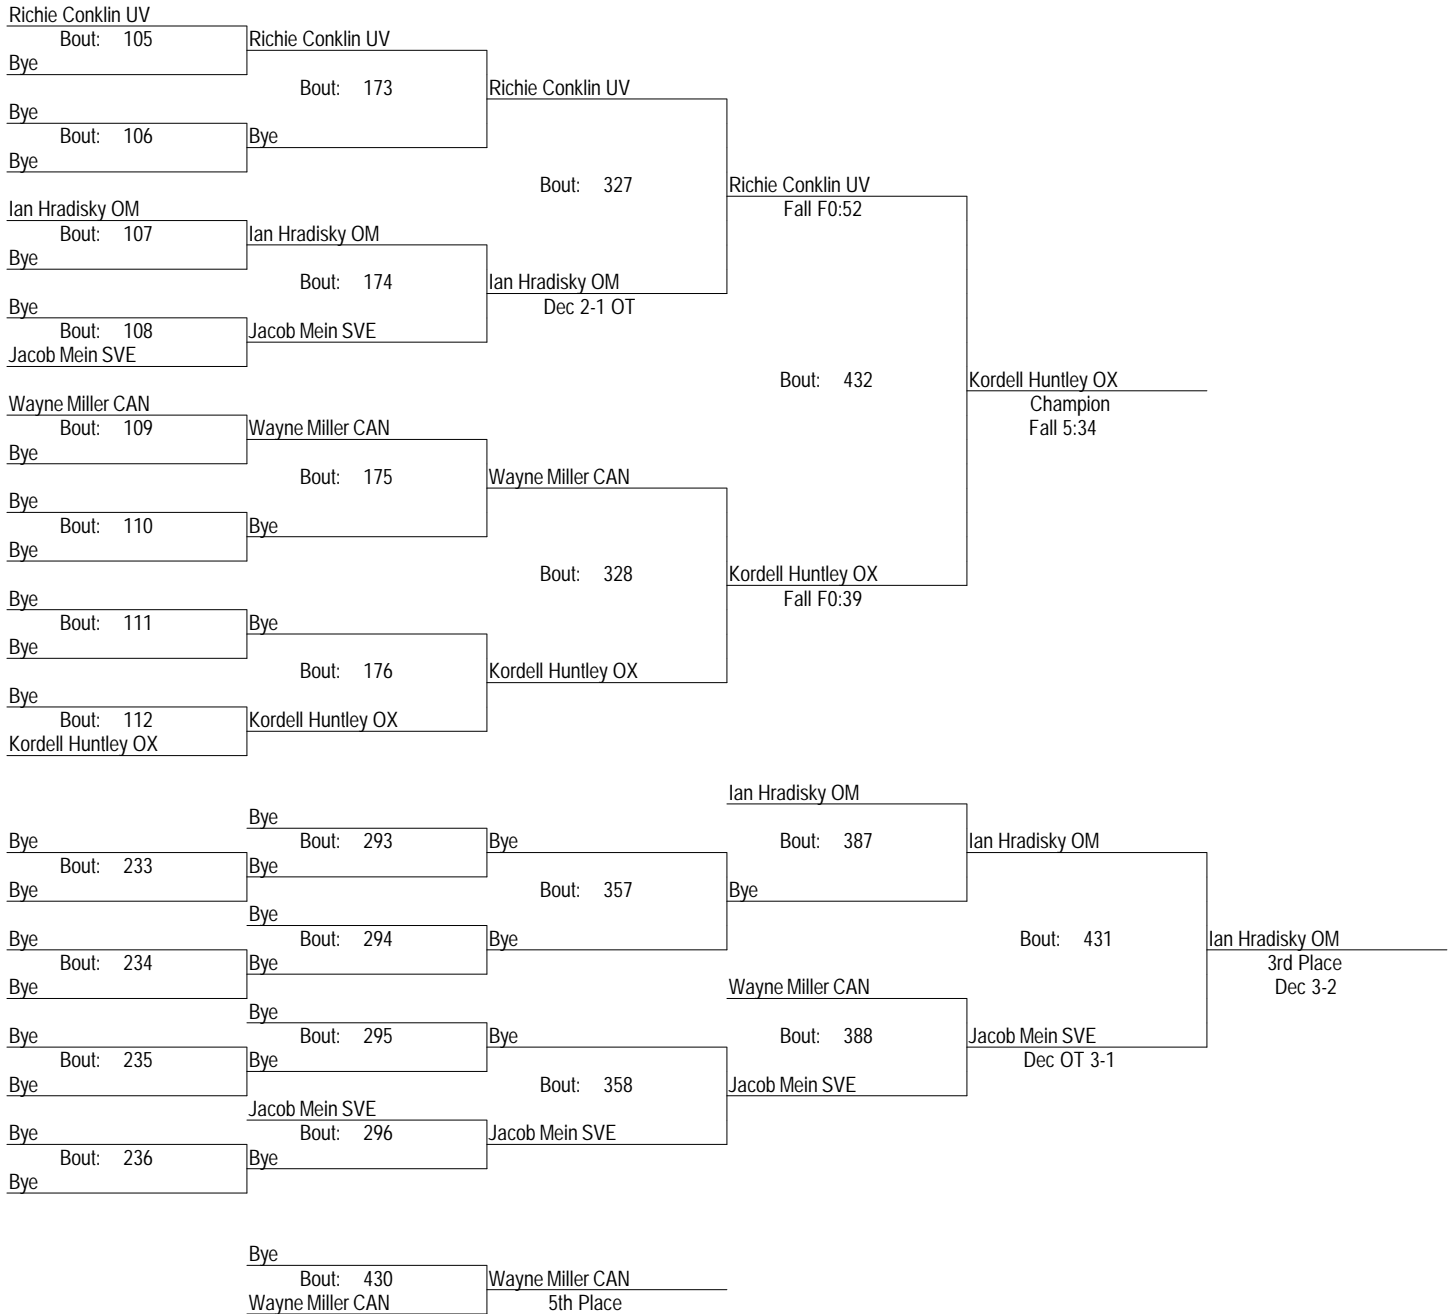 Richie Conklin UV
Bout: 105
Richie Conklin UV
Bye
Bout: 173
Richie Conklin UV
Bye
Bout: 106
Bye
Bye
Bout: 327
Richie Conklin UV
Fall F0:52
Ian Hradisky OM
Bout: 107
Ian Hradisky OM
Bye
Bout: 174
Ian Hradisky OM
Dec 2-1 OT
Bye
Bout: 108
Jacob Mein SVE
Jacob Mein SVE
Bout: 432
Kordell Huntley OX
Champion
Fall 5:34
Wayne Miller CAN
Bout: 109
Wayne Miller CAN
Bye
Bout: 175
Wayne Miller CAN
Bye
Bout: 110
Bye
Bye
Bout: 328
Kordell Huntley OX
Fall F0:39
Bye
Bout: 111
Bye
Bye
Bout: 176
Kordell Huntley OX
Bye
Bout: 112
Kordell Huntley OX
Kordell Huntley OX
Ian Hradisky OM
Bye
Bye
Bout: 293
Bye
Bout: 387
Ian Hradisky OM
Bout: 233
Bye
Bye
Bout: 357
Bye
Bye
Bye
Bout: 294
Bye
Bout: 431
Ian Hradisky OM
3rd Place
Dec 3-2
Bout: 234
Bye
Bye
Wayne Miller CAN
Bye
Bye
Bout: 295
Bye
Bout: 388
Jacob Mein SVE
Dec OT 3-1
Bout: 235
Bye
Bye
Bout: 358
Jacob Mein SVE
Jacob Mein SVE
Bye
Bout: 296
Jacob Mein SVE
Bout: 236
Bye
Bye
Bye
Bout: 430
Wayne Miller CAN
Wayne Miller CAN
5th Place